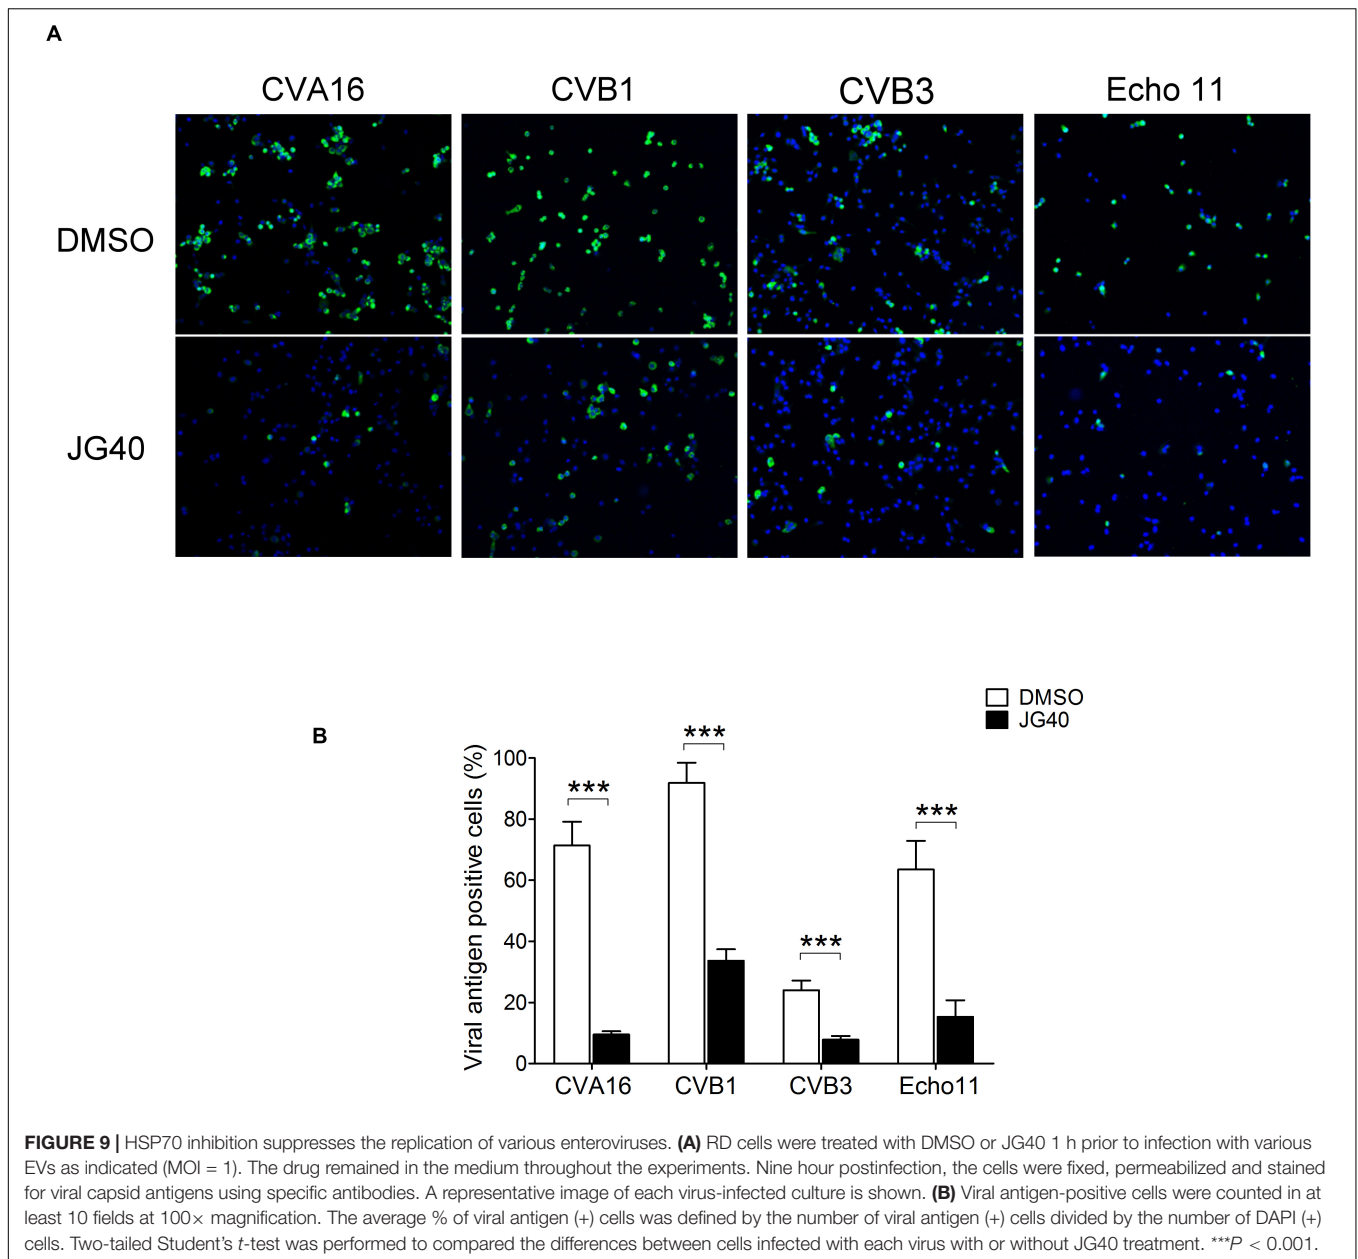 A
CVA16 CVB1 CVB3 Echo 11
DMSO
JG40
DMSO
JG40
B
Viral antigen positive cells (%)
100
80
60
40
20
0
***
***
***
***
CVA16 CVB1 CVB3 Echo11
FIGURE 9 | HSP70 inhibition suppresses the replication of various enteroviruses. (A) RD cells were treated with DMSO or JG40 1 h prior to infection with various
EVs as indicated (MOI = 1). The drug remained in the medium throughout the experiments. Nine hour postinfection, the cells were fixed, permeabilized and stained
for viral capsid antigens using specific antibodies. A representative image of each virus-infected culture is shown. (B) Viral antigen-positive cells were counted in at
least 10 fields at 100× magnification. The average % of viral antigen (+) cells was defined by the number of viral antigen (+) cells divided by the number of DAPI (+)
cells. Two-tailed Student's t-test was performed to compared the differences between cells infected with each virus with or without JG40 treatment. ***P < 0.001.